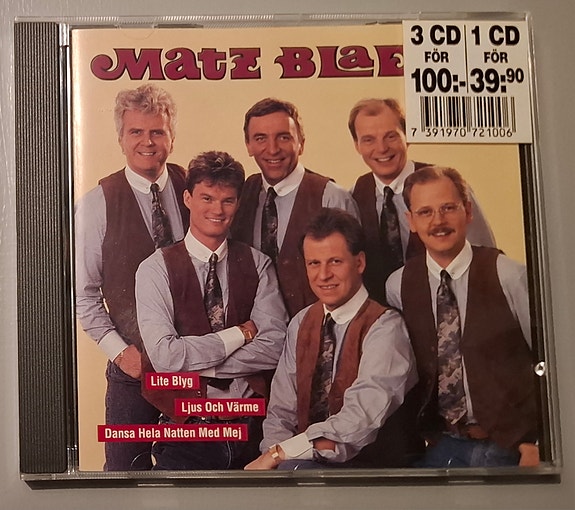 Matz Blad
3 CD 1 CD
FÖR FÖR
100:- 39:90
7 391970 721006
Lite Blyg
Ljus Och Värme
Dansa Hela Natten Med Mej